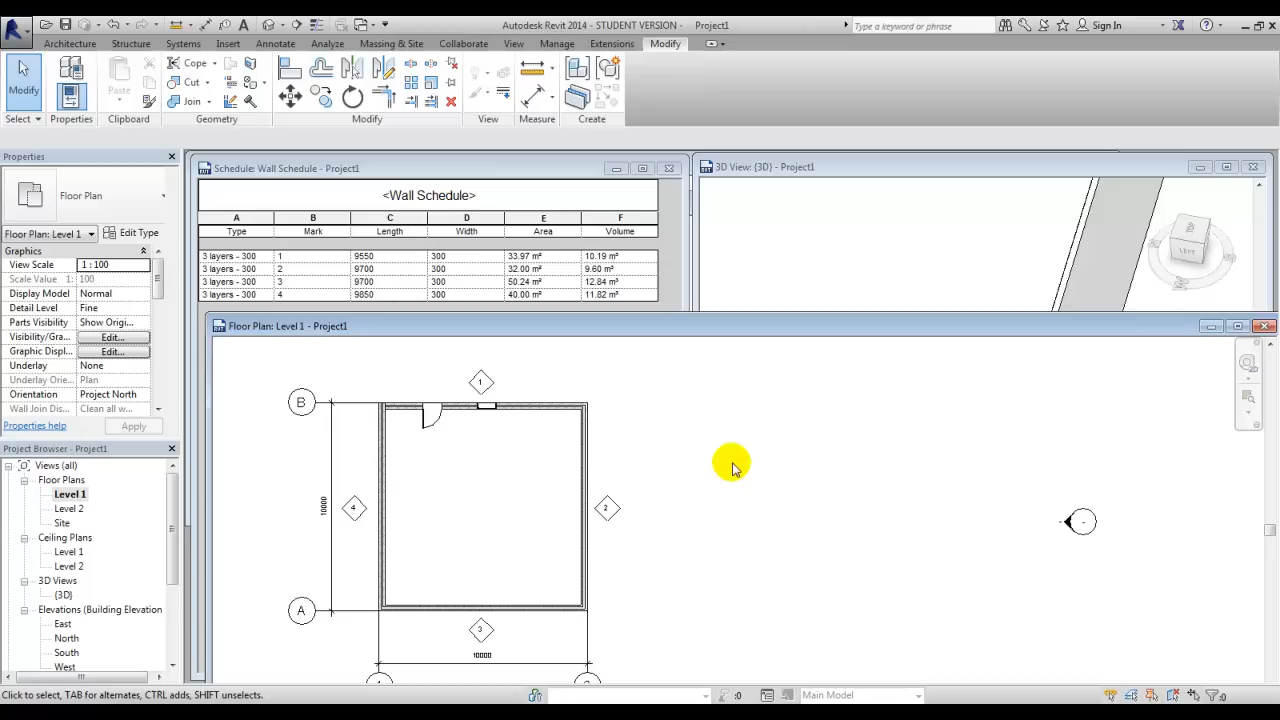 Autodesk Revit 2014 - STUDENT VERSION - Project1
Type a keyword or phrase
Sign In
Architecture Structure Systems Insert Annotate Analyze Massing & Site Collaborate View Manage Extensions Modify
Modify
Properties
Paste
Cope
Cut
Join
Select Properties Clipboard Geometry Modify View Measure Create
Properties
Floor Plan
Floor Plan: Level 1 Edit Type
Graphics
View Scale 1 : 100
Scale Value 1: 100
Display Model Normal
Detail Level Fine
Parts Visibility Show Origi...
Visibility/Gra... Edit...
Graphic Displ... Edit...
Underlay None
Underlay Orie... Plan
Orientation Project North
Wall Join Dis... Clean all w...
Properties help Apply
Project Browser - Project1
Views (all)
Floor Plans
Level 1
Level 2
Site
Ceiling Plans
Level 1
Level 2
3D Views
{3D}
Elevations (Building Elevation
East
North
South
West
Schedule: Wall Schedule - Project1
<Wall Schedule>
A B C D E F
Type Mark Length Width Area Volume
3 layers - 300 1 9550 300 33.97 m² 10.19 m³
3 layers - 300 2 9700 300 32.00 m² 9.60 m³
3 layers - 300 3 9700 300 50.24 m² 12.84 m³
3 layers - 300 4 9850 300 40.00 m² 11.82 m³
3D View: {3D} - Project1
LEFT
Floor Plan: Level 1 - Project1
1
B
10000
4
2
A
3
10000
Click to select, TAB for alternates, CTRL adds, SHIFT unselects.
:0
Main Model
:0